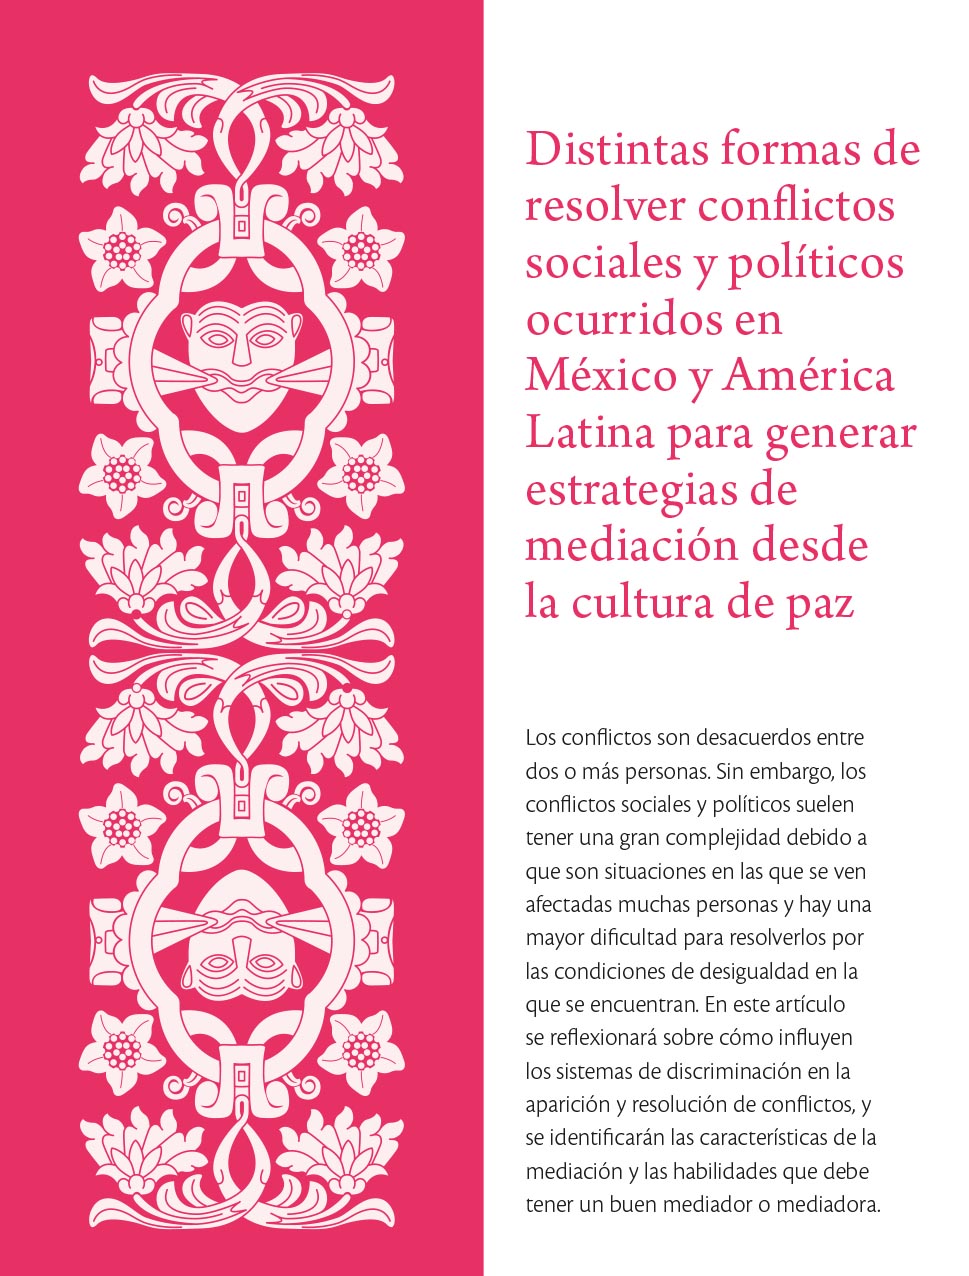 Distintas formas de
resolver conflictos
sociales y políticos
ocurridos en
México y América
Latina para generar
estrategias de
mediación desde
la cultura de paz
Los conflictos son desacuerdos entre
dos o más personas. Sin embargo, los
conflictos sociales y políticos suelen
tener una gran complejidad debido a
que son situaciones en las que se ven
afectadas muchas personas y hay una
mayor dificultad para resolverlos por
las condiciones de desigualdad en la
que se encuentran. En este artículo
se reflexionará sobre cómo influyen
los sistemas de discriminación en la
aparición y resolución de conflictos, y
se identificarán las características de la
mediación y las habilidades que debe
tener un buen mediador o mediadora.